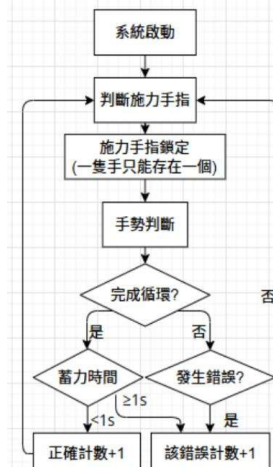 系統啟動
判斷施力手指
施力手指鎖定
(一隻手只能存在一個)
手勢判斷
完成循環?
否
是
否
蓄力時間
發生錯誤?
≥1s
<1s
是
正確計數+1
該錯誤計數+1